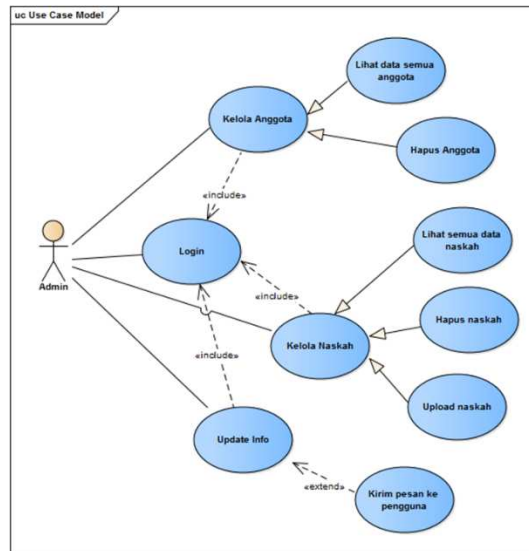 uc Use Case Model
Lihat data semua
anggota
Kelola Anggota
Hapus Anggota
«include»
Login
Admin
Lihat semua data
naskah
«include»
Hapus naskah
Kelola Naskah
«include»
Upload naskah
Update Info
«extend»
Kirim pesan ke
pengguna